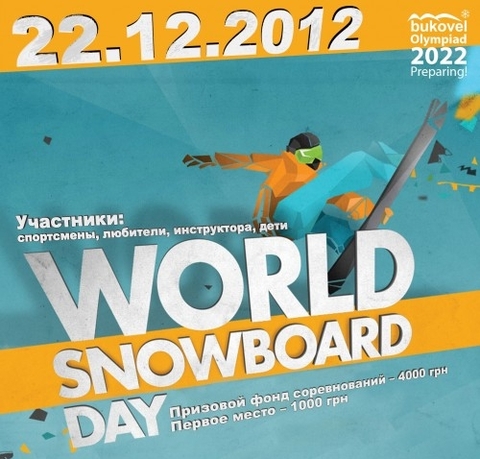 22.12.2012
bukovel
Olympiad
2022
Preparing!
Участники:
спортсмены, любители, инструктора, дети
WORLD
SNOWBOARD
DAY
Призовой фонд соревнований – 4000 грн
Первое место – 1000 грн